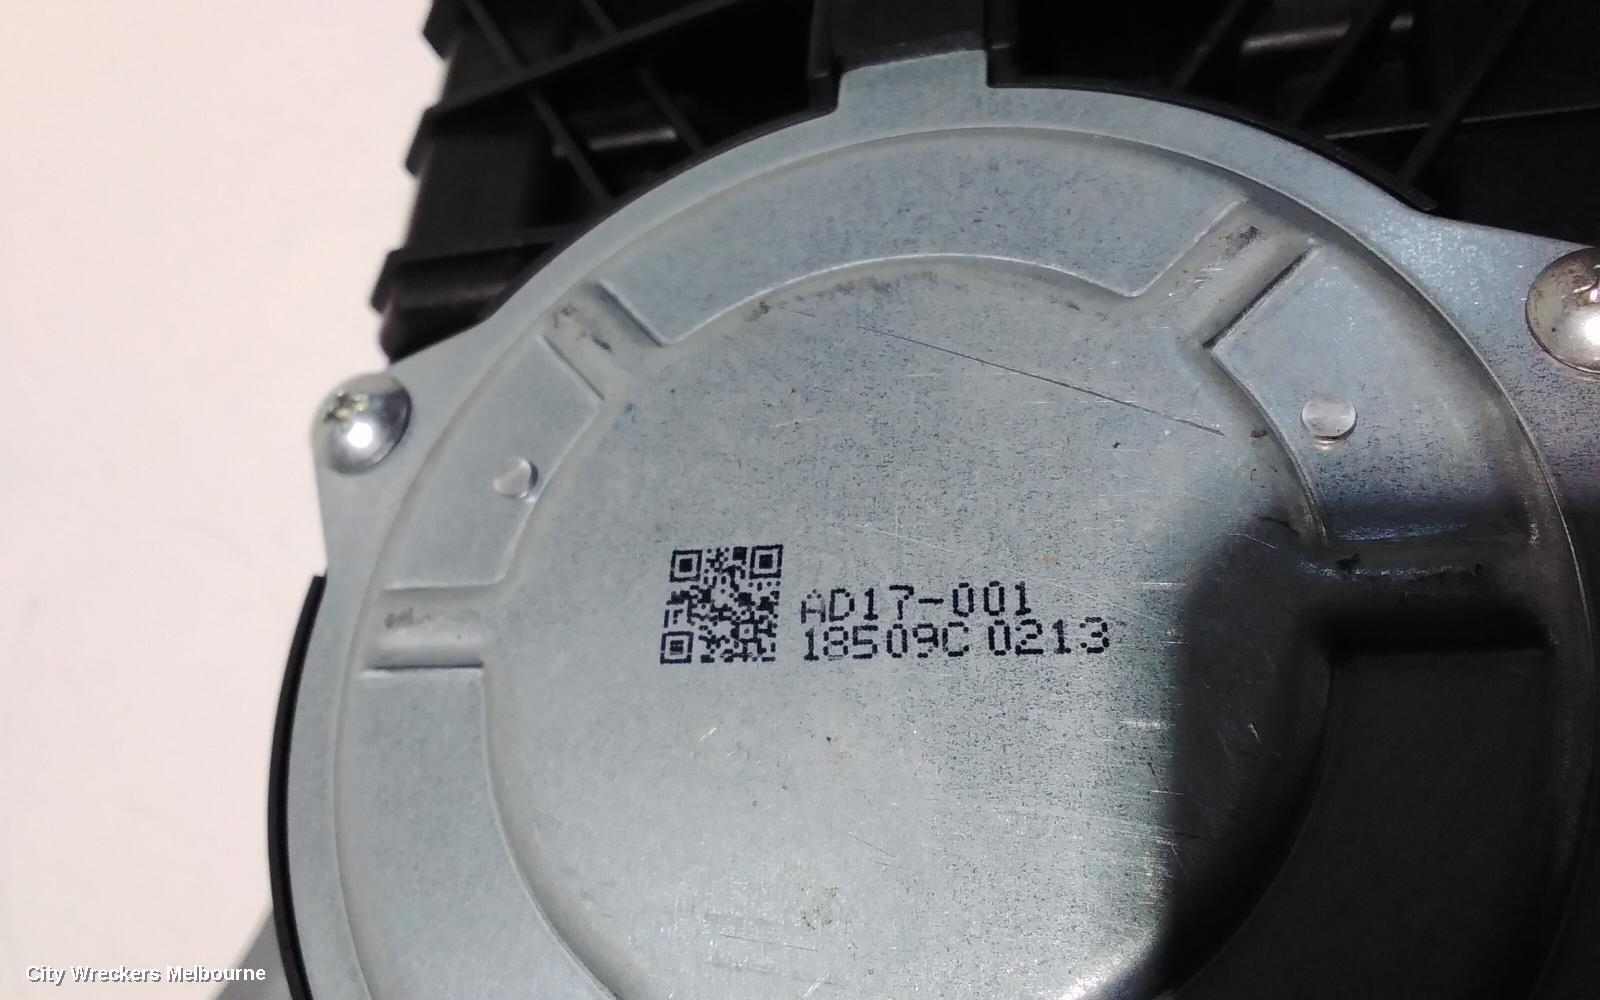 AD17-001
18509C 0213
City Wreckers Melbourne